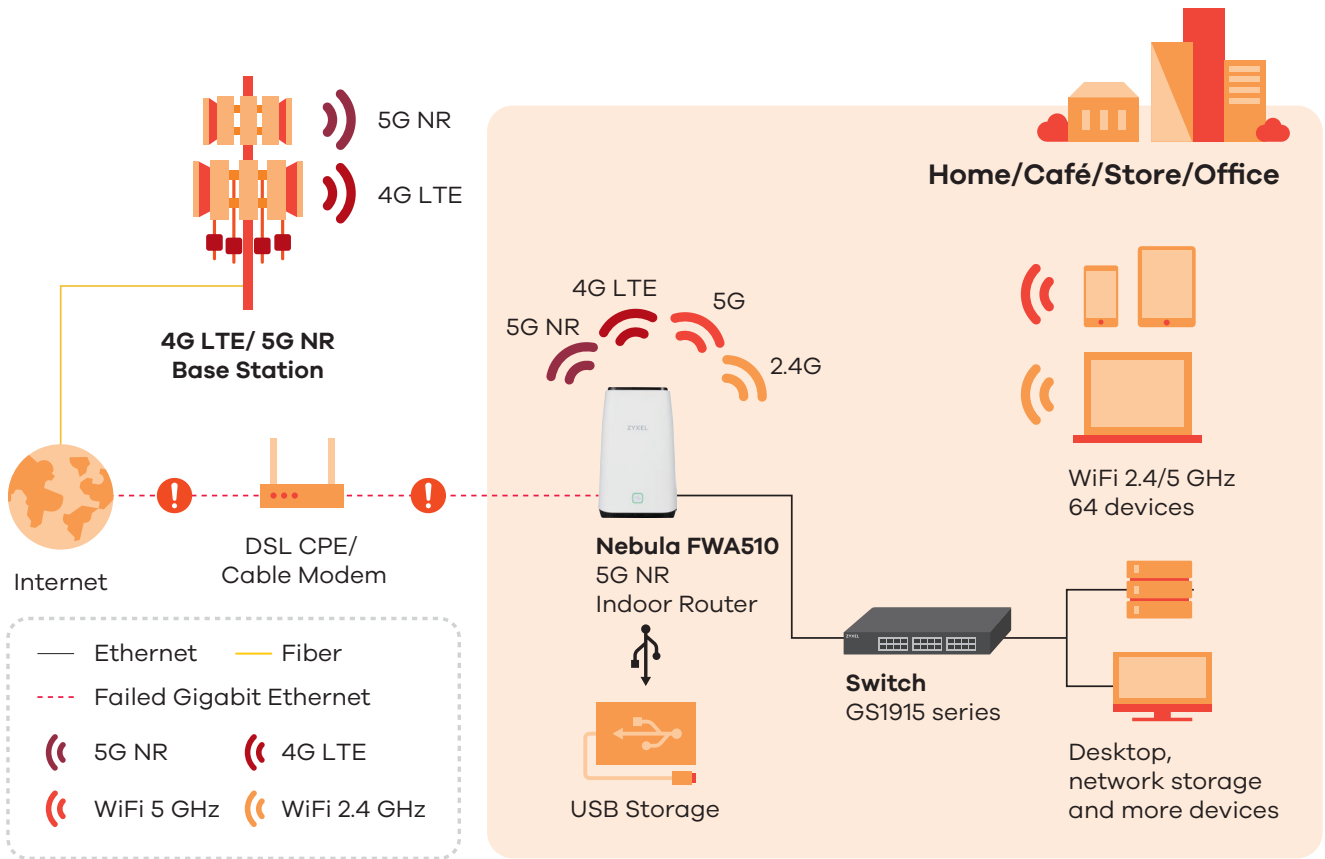 5G NR
4G LTE
4G LTE/ 5G NR
Base Station
Internet
DSL CPE/
Cable Modem
Home/Café/Store/Office
5G NR
4G LTE
5G
2.4G
ZYXEL
Nebula FWA510
5G NR
Indoor Router
USB Storage
ZYXEL
Switch
GS1915 series
WiFi 2.4/5 GHz
64 devices
Desktop,
network storage
and more devices
Ethernet
Fiber
Failed Gigabit Ethernet
5G NR
4G LTE
WiFi 5 GHz
WiFi 2.4 GHz